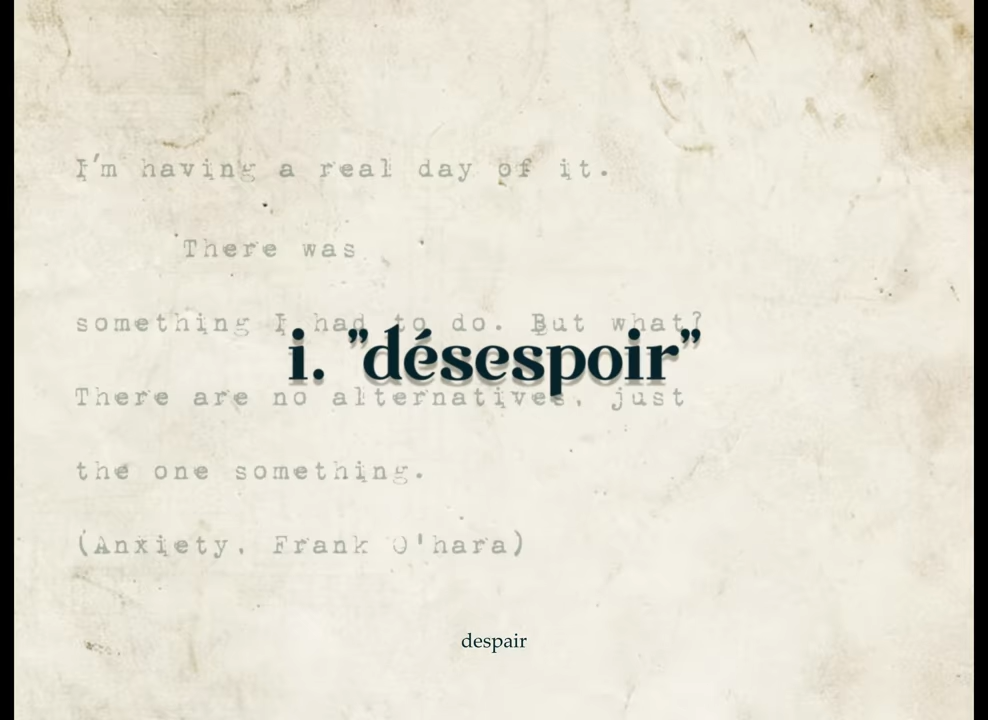 I'm having a real day of it.
There was
something I had to do. But what?
i. "désespoir"
There are no alternatives, just
the one something.
(Anxiety, Frank O'hara)
despair